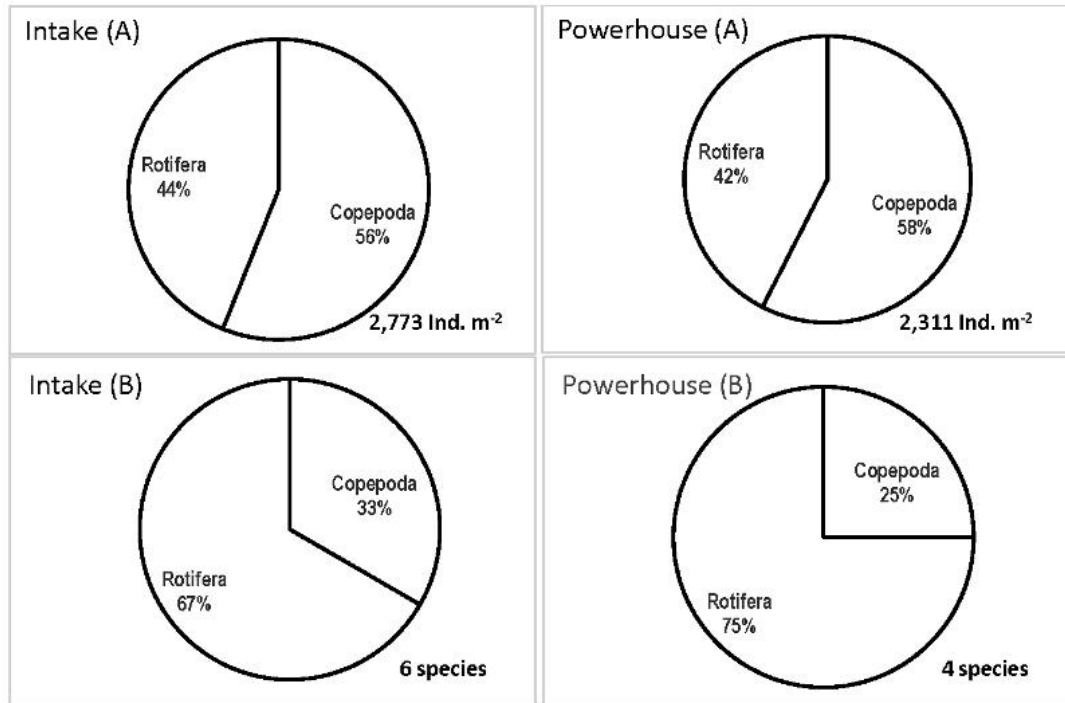 Intake (A)
Rotifera
44%
Copepoda
56%
2,773 Ind. m⁻²
Powerhouse (A)
Rotifera
42%
Copepoda
58%
2,311 Ind. m⁻²
Intake (B)
Copepoda
33%
Rotifera
67%
6 species
Powerhouse (B)
Copepoda
25%
Rotifera
75%
4 species